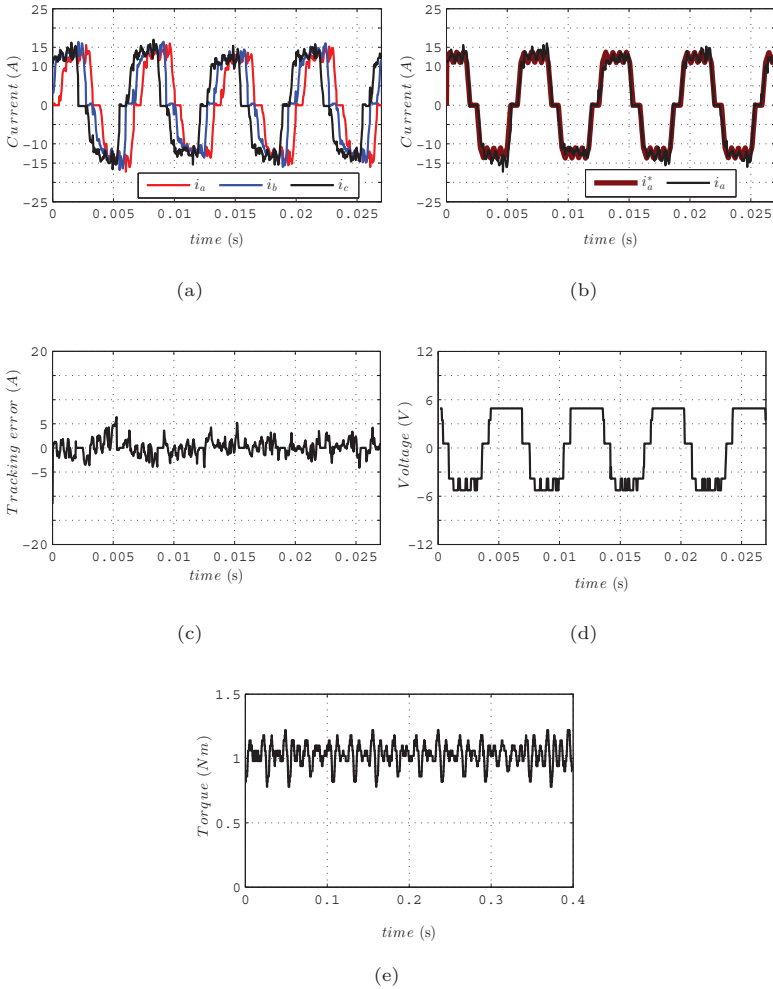 25
15
10
0
-10
-15
-25
Current (A)
0 0.005 0.01 0.015 0.02 0.025
time (s)
i_a i_b i_c
(a)
25
15
10
0
-10
-15
-25
Current (A)
0 0.005 0.01 0.015 0.02 0.025
time (s)
i_a^* i_a
(b)
20
5
0
-5
-20
Tracking error (A)
0 0.005 0.01 0.015 0.02 0.025
time (s)
(c)
12
6
0
-6
-12
Voltage (V)
0 0.005 0.01 0.015 0.02 0.025
time (s)
(d)
1.5
1
0.5
0
Torque (Nm)
0 0.1 0.2 0.3 0.4
time (s)
(e)